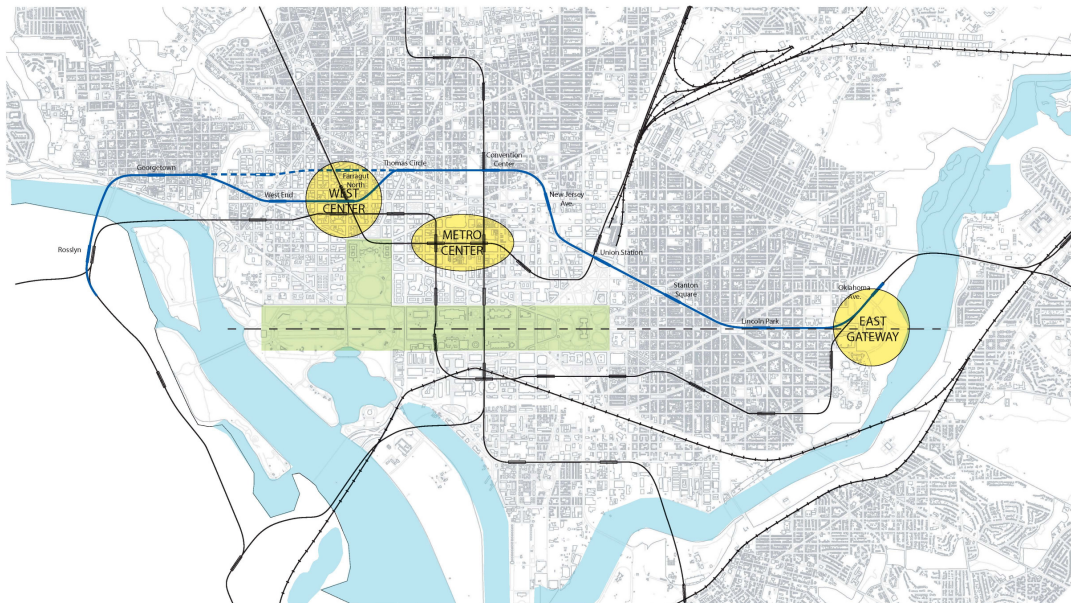 Georgetown
Thomas Circle
Convention
Center
Farragut
North
West End
WEST
CENTER
New Jersey
Ave.
METRO
CENTER
Rosslyn
Union Station
Stanton
Square
Oklahoma
Ave.
Lincoln Park
EAST
GATEWAY